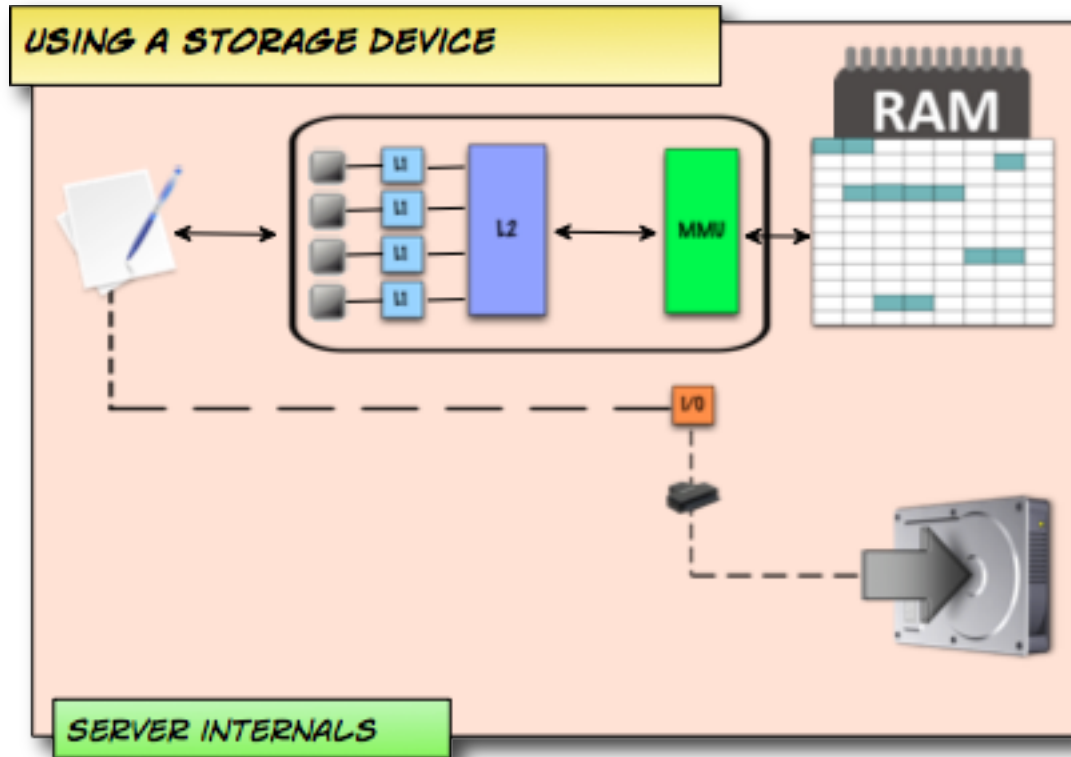 USING A STORAGE DEVICE
RAM
L1
L1
L1
L1
L2
MMU
I/O
SERVER INTERNALS